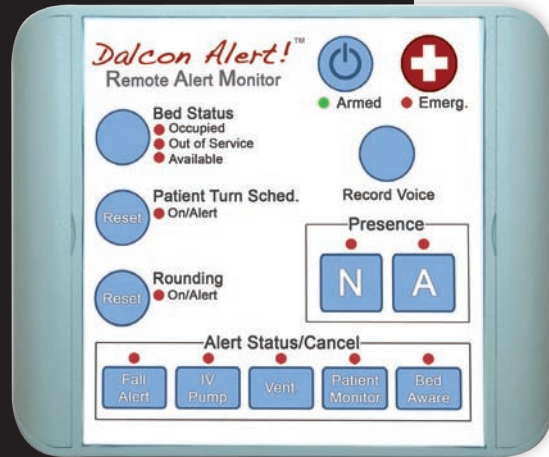 Dalcon Alert!™
Remote Alert Monitor
Armed
Emerg.
Bed Status
Occupied
Out of Service
Available
Record Voice
Patient Turn Sched.
On/Alert
Reset
Presence
N A
Rounding
On/Alert
Reset
Alert Status/Cancel
Fall Alert
IV Pump
Vent.
Patient Monitor
Bed Aware